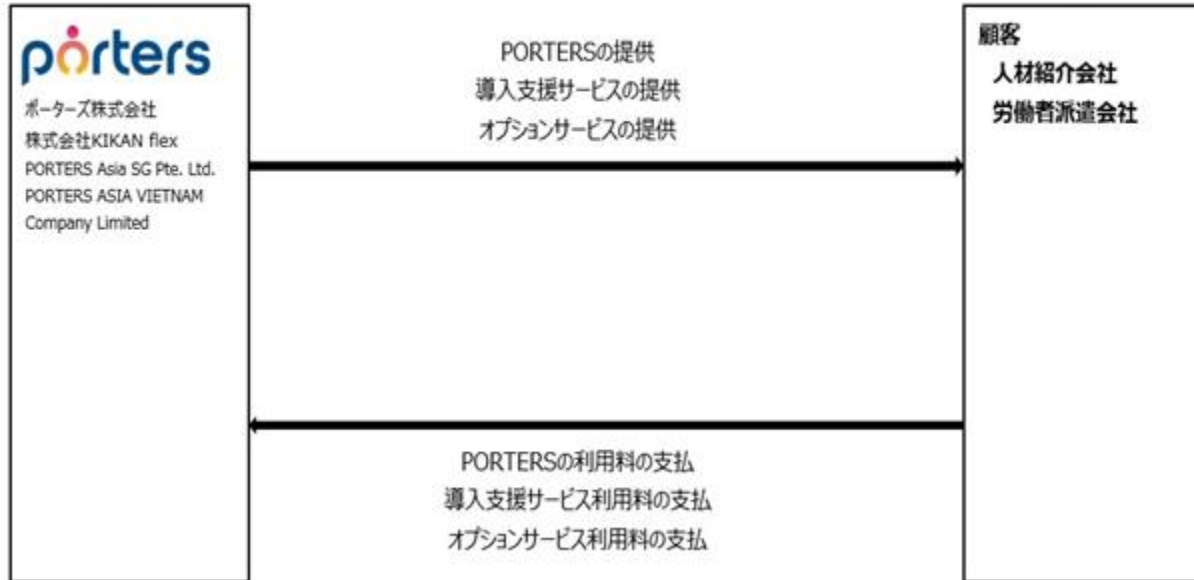 porters
ポーターズ株式会社
株式会社KIKAN flex
PORTERS Asia SG Pte. Ltd.
PORTERS ASIA VIETNAM
Company Limited
PORTERSの提供
導入支援サービスの提供
オプションサービスの提供
顧客
人材紹介会社
労働者派遣会社
PORTERSの利用料の支払
導入支援サービス利用料の支払
オプションサービス利用料の支払